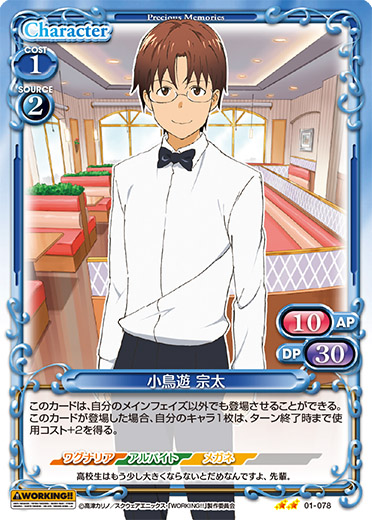 Precious Memories
Character
COST
1
SOURCE
2
10 AP
DP 30
小鳥遊 宗太
このカードは、自分のメインフェイズ以外でも登場させることができる。
このカードが登場した場合、自分のキャラ1枚は、ターン終了時まで使
用コスト+2を得る。
ワグナリア アルバイト メガネ
高校生はもう少し大きくならないとだめなんですよ、先輩。
WORKING!!
©高津カリノ/スクウェアエニックス・「WORKING!!」製作委員会
01-078